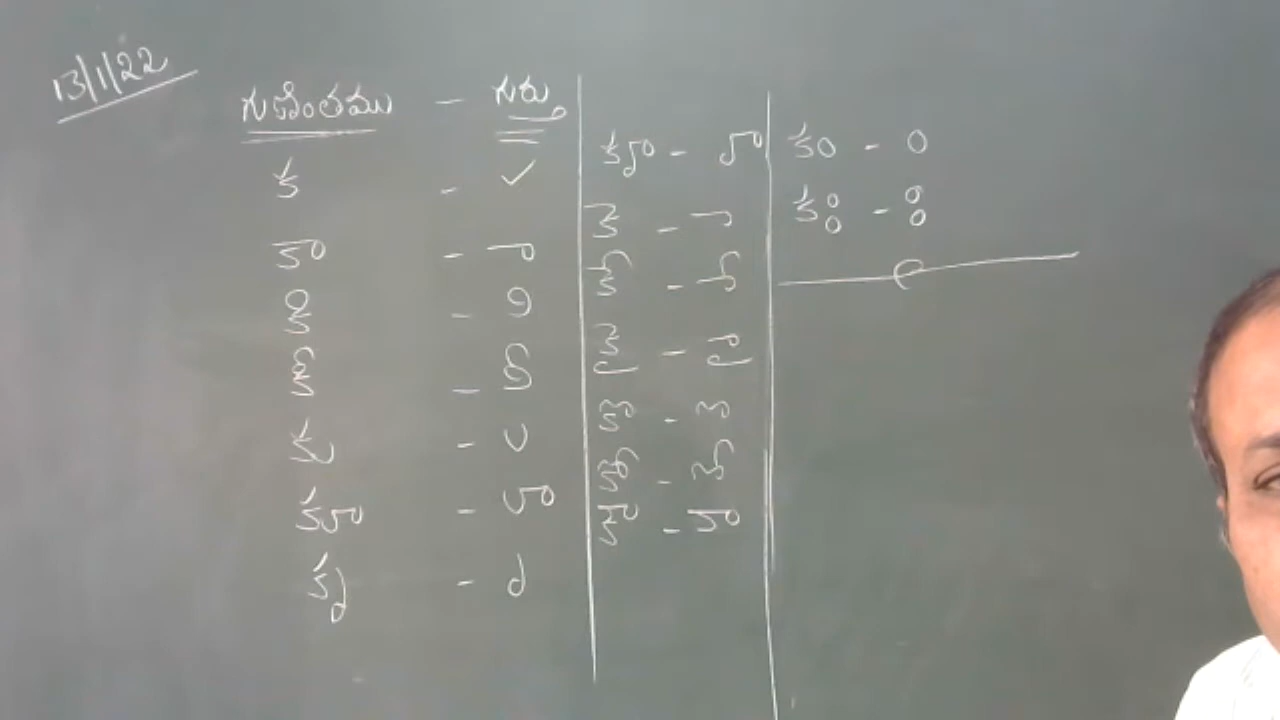 13/1/22
గుణింతము - గుర్తు
క - ✓
కా - ా
కి - ి
కీ - ీ
కు - ు
కూ - ూ
కృ - ృ
కౄ - ౄ
కె - ె
కే - ే
కై - ై
కొ - ొ
కో - ో
కౌ - ౌ
కం - ం
కః - ః